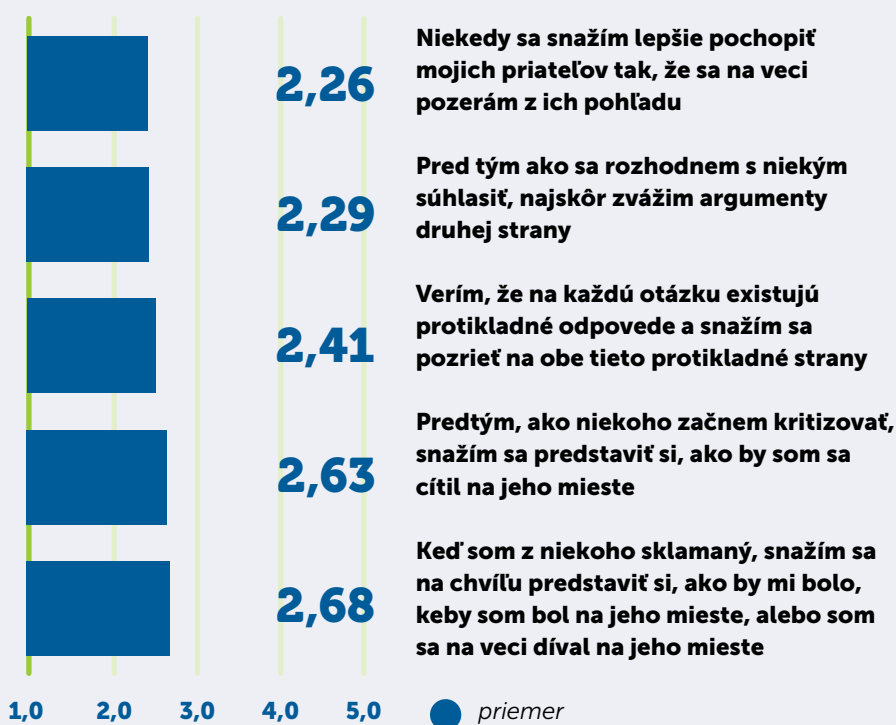 2,26
Niekedy sa snažím lepšie pochopiť
mojich priateľov tak, že sa na veci
pozerám z ich pohľadu
2,29
Pred tým ako sa rozhodnem s niekým
súhlasiť, najskôr zvážim argumenty
druhej strany
2,41
Verím, že na každú otázku existujú
protikladné odpovede a snažím sa
pozrieť na obe tieto protikladné strany
2,63
Predtým, ako niekoho začnem kritizovať,
snažím sa predstaviť si, ako by som sa
cítil na jeho mieste
2,68
Keď som z niekoho sklamaný, snažím sa
na chvíľu predstaviť si, ako by mi bolo,
keby som bol na jeho mieste, alebo som
sa na veci díval na jeho mieste
1,0 2,0 3,0 4,0 5,0 priemer